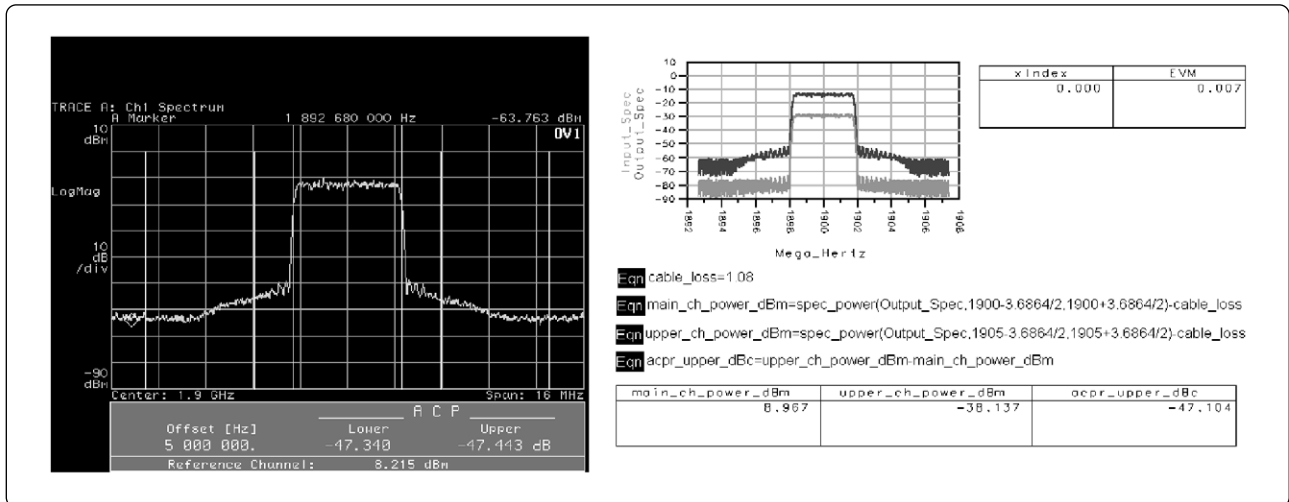 TRACE A: Ch1 Spectrum
A Marker 1 892 680 000 Hz -63.763 dBm
10
dBm
OV1
LogMag
10
dB
/div
-90
dBm
Center: 1.9 GHz Span: 16 MHz
A C P
Offset [Hz] Lower Upper
5 000 000. -47.340 -47.443 dB
Reference Channel: 8.215 dBm
Input_Spec
Output_Spec
10
0
-10
-20
-30
-40
-50
-60
-70
-80
-90
1892 1894 1896 1898 1900 1902 1904 1906 1908
Mega_Hertz
xIndex EVM
0.000 0.007
Eqn cable_loss=1.08
Eqn main_ch_power_dBm=spec_power(Output_Spec,1900-3.6864/2,1900+3.6864/2)-cable_loss
Eqn upper_ch_power_dBm=spec_power(Output_Spec,1905-3.6864/2,1905+3.6864/2)-cable_loss
Eqn acpr_upper_dBc=upper_ch_power_dBm-main_ch_power_dBm
main_ch_power_dBm upper_ch_power_dBm acpr_upper_dBc
8.967 -38.137 -47.104